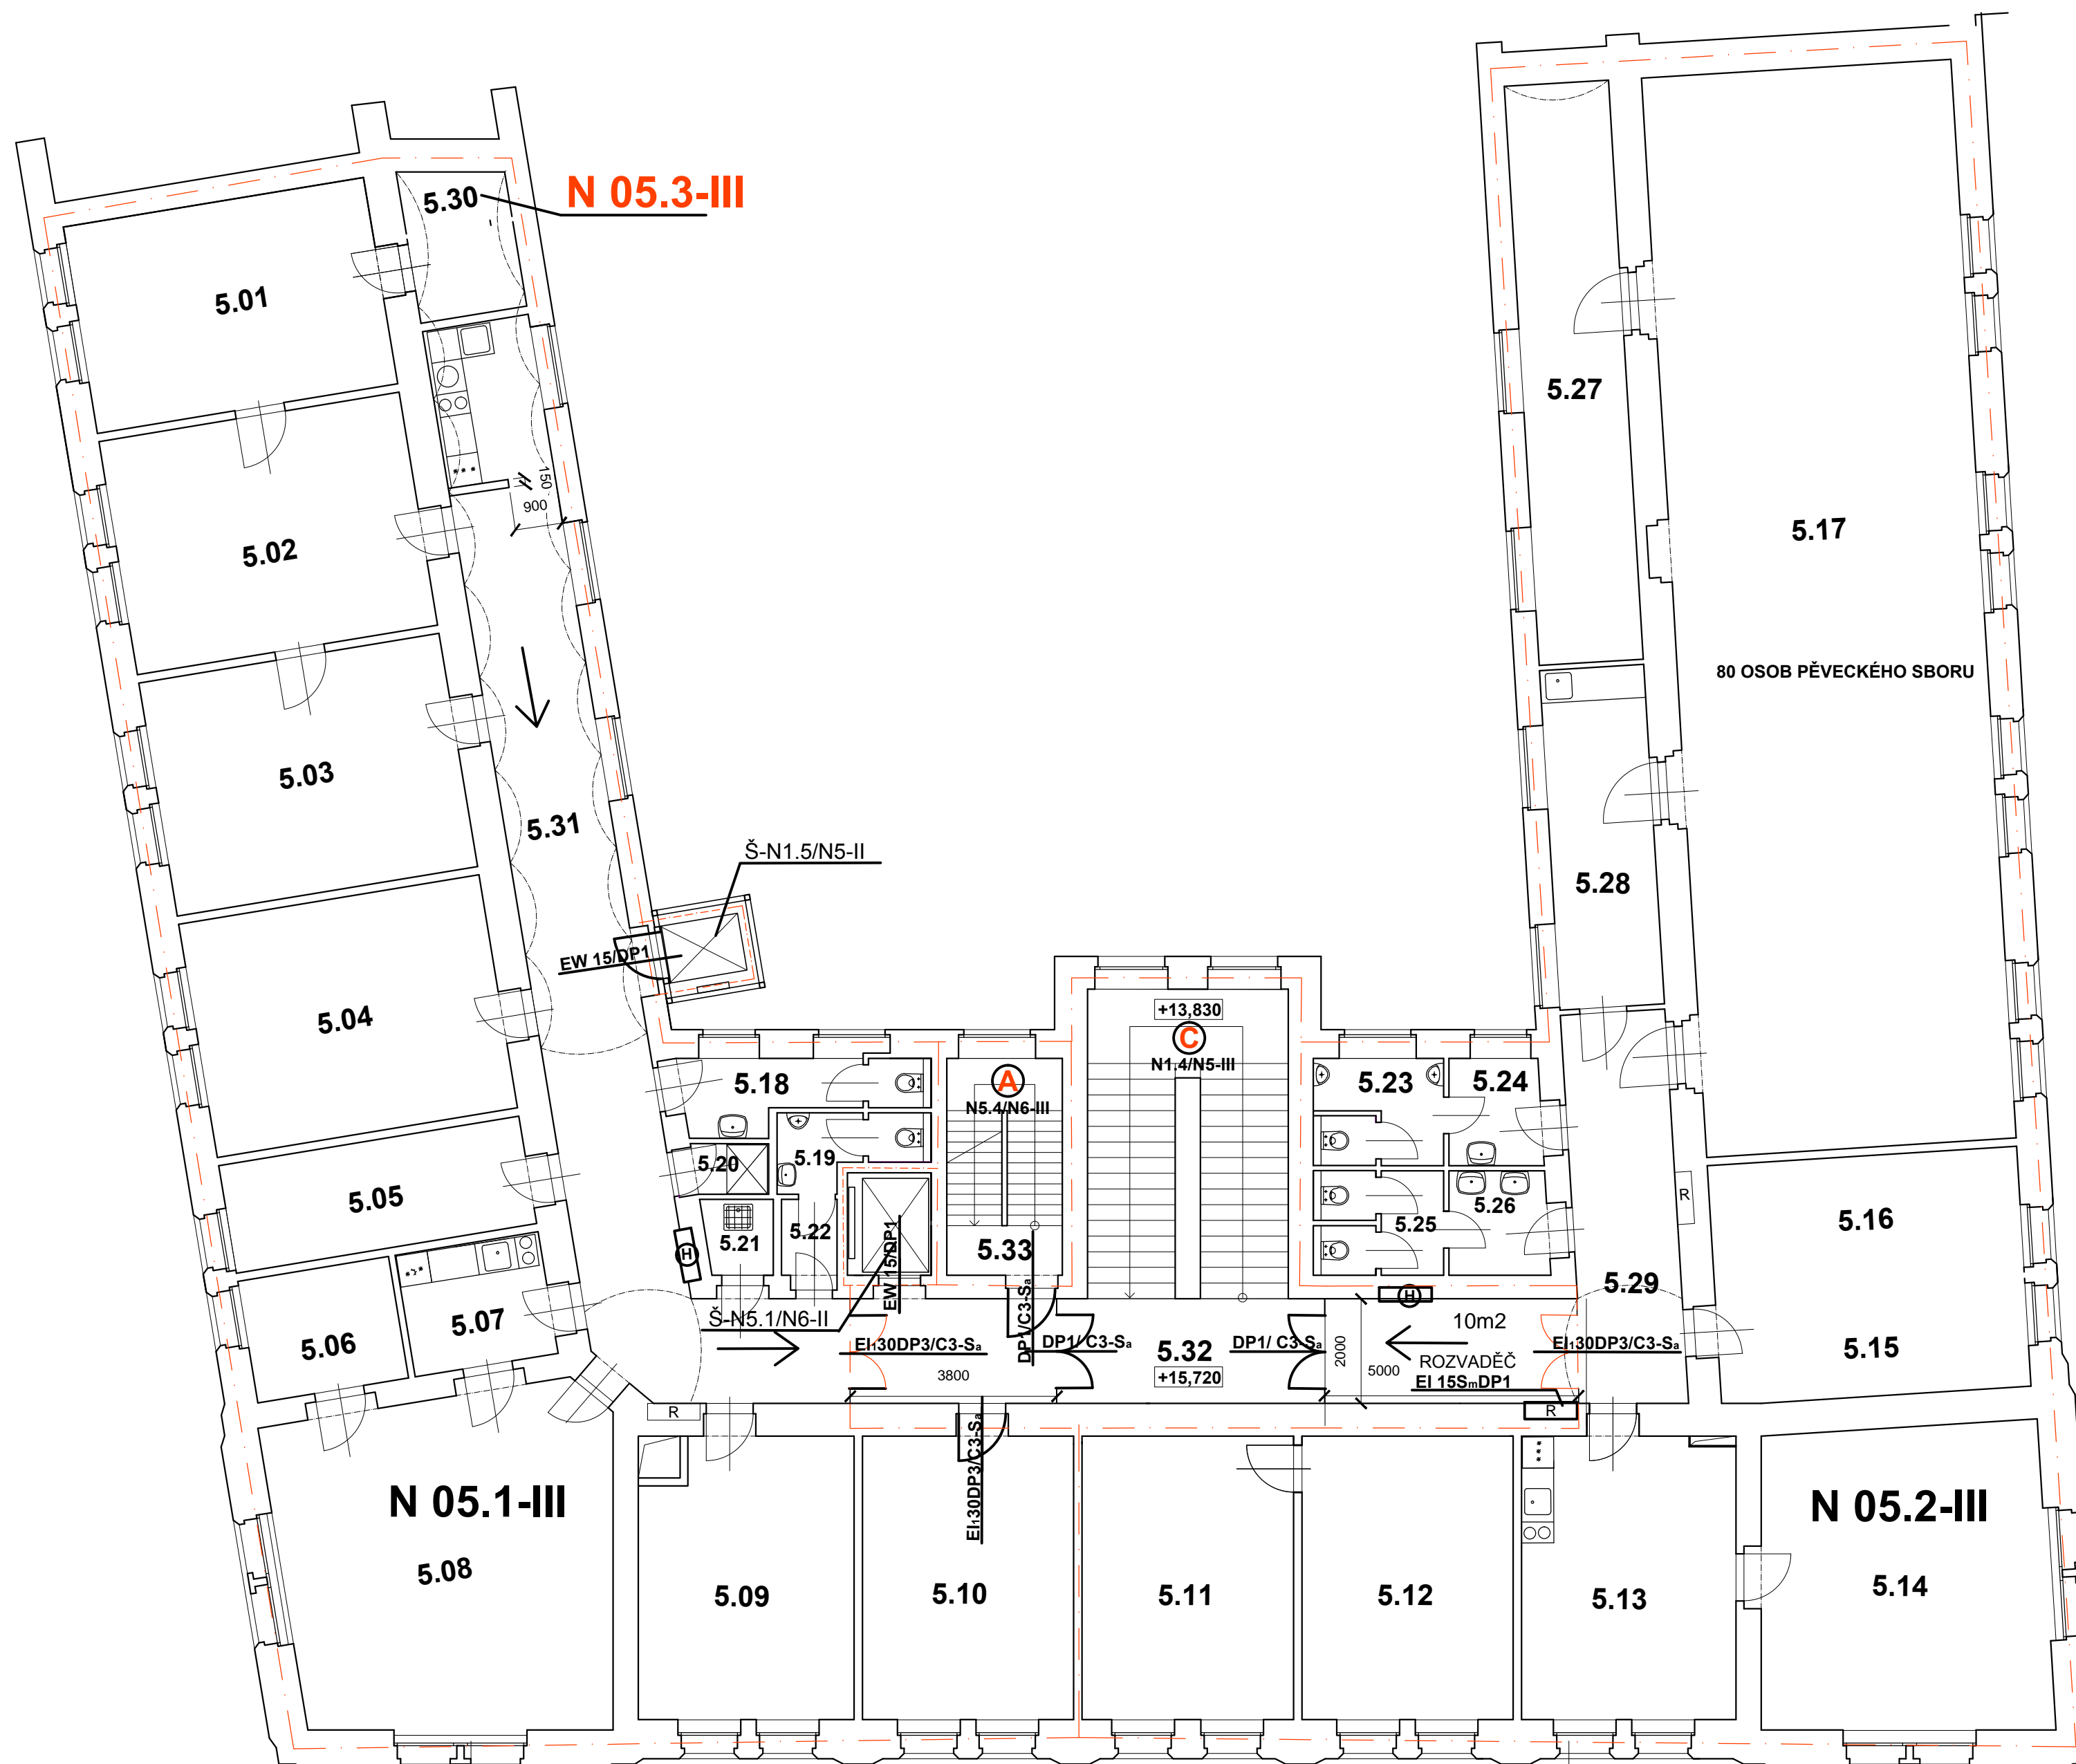 N 05.3-III
5.30
5.01
5.27
150
900
5.17
5.02
80 OSOB PĚVECKÉHO SBORU
5.03
5.31
Š-N1.5/N5-II
5.28
EW 15/DP1
5.04
+13,830
C
N1.4/N5-III
5.18
A
N5.4/N6-III
5.23
5.24
5.19
5.20
5.05
R
5.16
5.21
5.22
5.33
5.25
5.26
H
EW 15/DP1
5.29
H
5.06
5.07
Š-N5.1/N6-II
DP1/C3-Sa
10m2
EI130DP3/C3-Sa
DP1/ C3-Sa
5.32
DP1/ C3-Sa
2000
EI130DP3/C3-Sa
5.15
3800
+15,720
5000
ROZVADĚČ
EI 15SmDP1
R
R
EI130DP3/C3-Sa
N 05.1-III
N 05.2-III
5.08
5.09
5.10
5.11
5.12
5.13
5.14